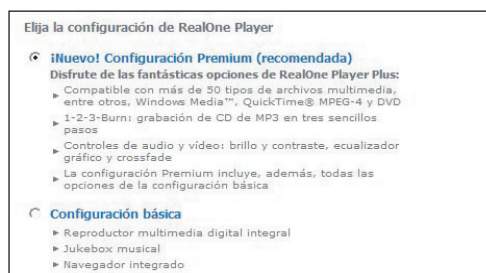 Elija la configuración de RealOne Player
¡Nuevo! Configuración Premium (recomendada)
Disfrute de las fantásticas opciones de RealOne Player Plus:
Compatible con más de 50 tipos de archivos multimedia,
entre otros, Windows Media™, QuickTime® MPEG-4 y DVD
1-2-3-Burn: grabación de CD de MP3 en tres sencillos
pasos
Controles de audio y vídeo: brillo y contraste, ecualizador
gráfico y crossfade
La configuración Premium incluye, además, todas las
opciones de la configuración básica
Configuración básica
Reproductor multimedia digital integral
Jukebox musical
Navegador integrado